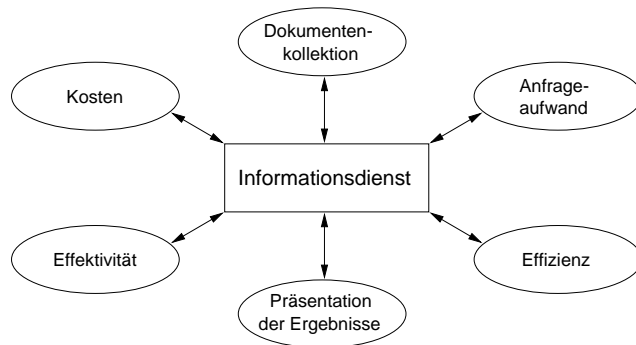 Dokumenten-
kollektion
Kosten
Anfrage-
aufwand
Informationsdienst
Effektivität
Effizienz
Präsentation
der Ergebnisse